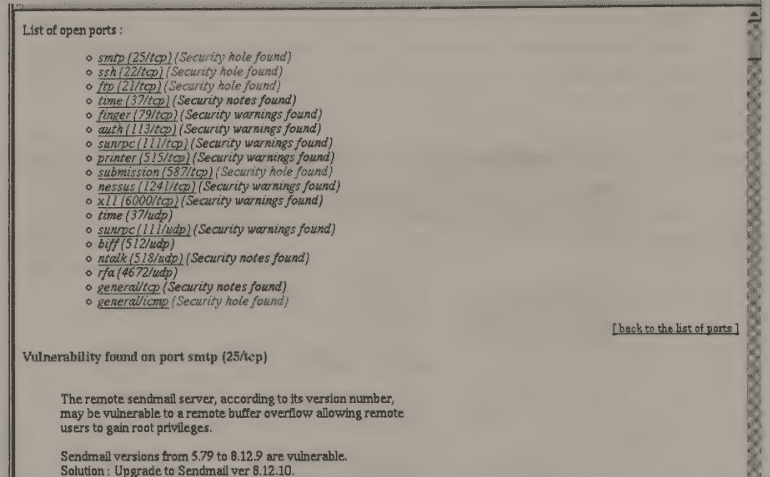 List of open ports :
smtp (25/tcp) (Security hole found)
ssh (22/tcp) (Security hole found)
ftp (21/tcp) (Security hole found)
time (37/tcp) (Security notes found)
finger (79/tcp) (Security warnings found)
auth (113/tcp) (Security warnings found)
sunrpc (111/tcp) (Security warnings found)
printer (515/tcp) (Security warnings found)
submission (587/tcp) (Security hole found)
nessus (1241/tcp) (Security warnings found)
x11 (6000/tcp) (Security warnings found)
time (37/udp)
sunrpc (111/udp) (Security warnings found)
biff (512/udp)
ntalk (518/udp) (Security notes found)
rfa (4672/udp)
general/tcp (Security notes found)
general/icmp (Security hole found)
[ back to the list of ports ]
Vulnerability found on port smtp (25/tcp)
The remote sendmail server, according to its version number,
may be vulnerable to a remote buffer overflow allowing remote
users to gain root privileges.
Sendmail versions from 5.79 to 8.12.9 are vulnerable.
Solution : Upgrade to Sendmail ver 8.12.10.